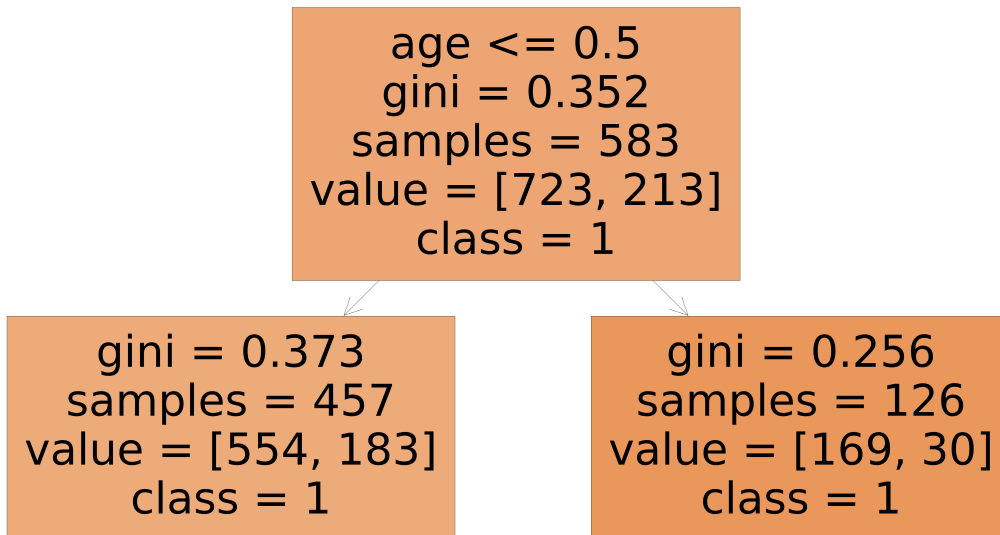 age <= 0.5
gini = 0.352
samples = 583
value = [723, 213]
class = 1
gini = 0.373
samples = 457
value = [554, 183]
class = 1
gini = 0.256
samples = 126
value = [169, 30]
class = 1